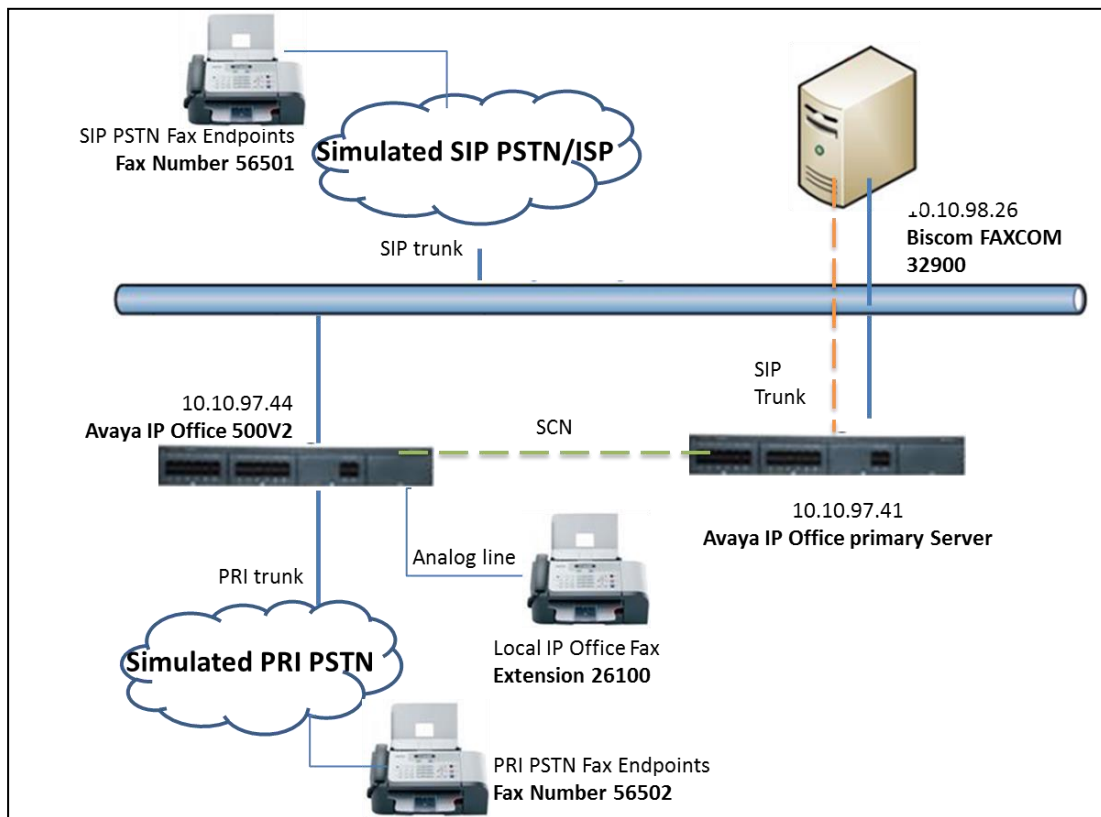 SIP PSTN Fax Endpoints
Fax Number 56501
Simulated SIP PSTN/ISP
10.10.98.26
Biscom FAXCOM
32900
SIP trunk
SIP
Trunk
10.10.97.44
Avaya IP Office 500V2
SCN
10.10.97.41
Avaya IP Office primary Server
PRI trunk
Analog line
Simulated PRI PSTN
Local IP Office Fax
Extension 26100
PRI PSTN Fax Endpoints
Fax Number 56502